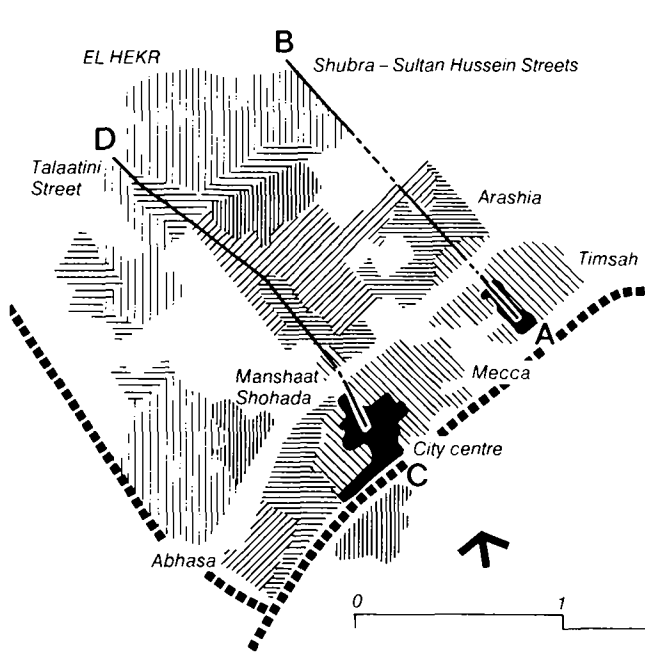 B
EL HEKR
Shubra – Sultan Hussein Streets
D
Talaatini
Street
Arashia
Timsah
A
Mecca
Manshaat
Shohada
City centre
C
Abhasa
0
1